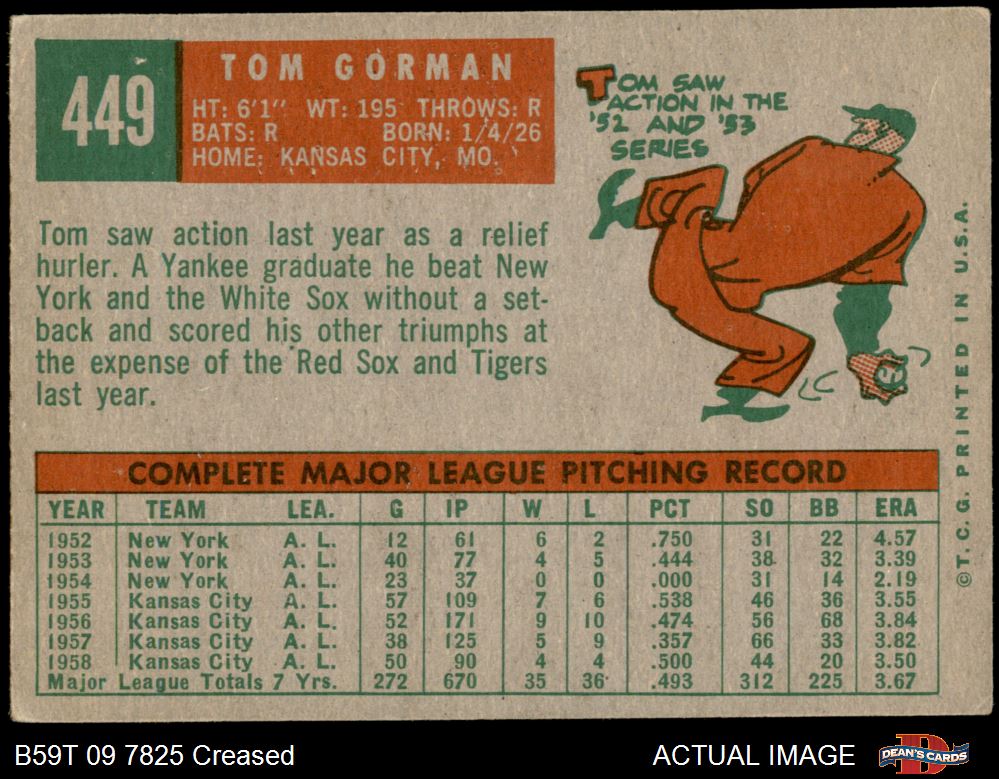 449
TOM GORMAN
HT: 6'1" WT: 195 THROWS: R
BATS: R BORN: 1/4/26
HOME: KANSAS CITY, MO.
TOM SAW
ACTION IN THE
'52 AND '53
SERIES
Tom saw action last year as a relief
hurler. A Yankee graduate he beat New
York and the White Sox without a set-
back and scored his other triumphs at
the expense of the Red Sox and Tigers
last year.
COMPLETE MAJOR LEAGUE PITCHING RECORD
YEAR TEAM LEA. G IP W L PCT SO BB ERA
1952 New York A. L. 12 61 6 2 .750 31 22 4.57
1953 New York A. L. 40 77 4 5 .444 38 32 3.39
1954 New York A. L. 23 37 0 0 .000 31 14 2.19
1955 Kansas City A. L. 57 109 7 6 .538 46 36 3.55
1956 Kansas City A. L. 52 171 9 10 .474 56 68 3.84
1957 Kansas City A. L. 38 125 5 9 .357 66 33 3.82
1958 Kansas City A. L. 50 90 4 4 .500 44 20 3.50
Major League Totals 7 Yrs. 272 670 35 36 .493 312 225 3.67
©T. C. G. PRINTED IN U.S.A.
B59T 09 7825 Creased
ACTUAL IMAGE
D
DEAN'S CARDS